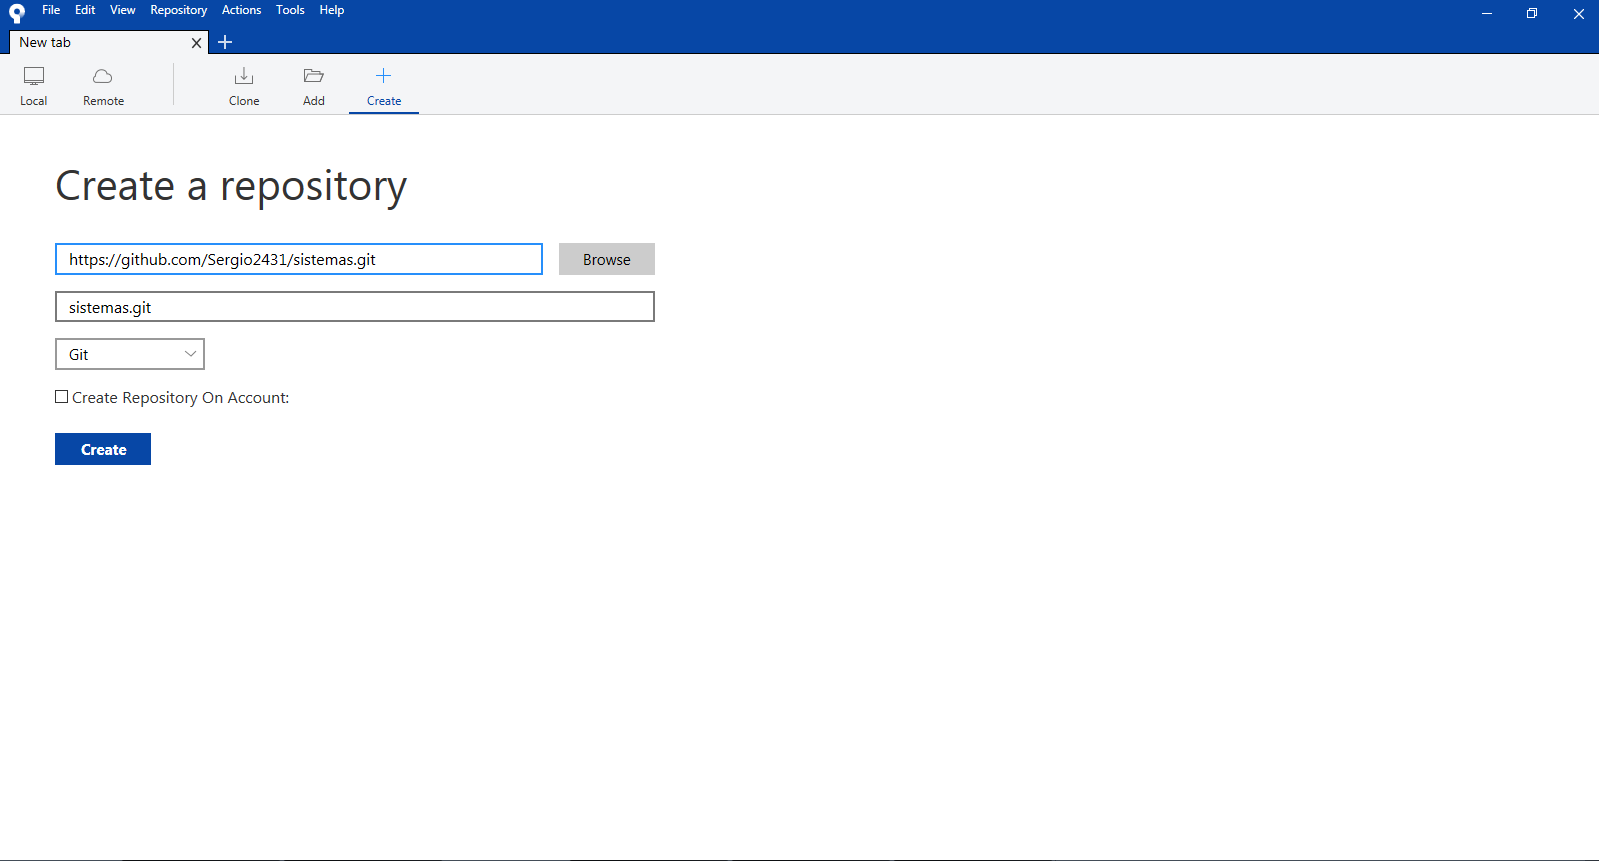 File Edit View Repository Actions Tools Help
New tab
Local Remote Clone Add Create
Create a repository
https://github.com/Sergio2431/sistemas.git Browse
sistemas.git
Git
Create Repository On Account:
Create